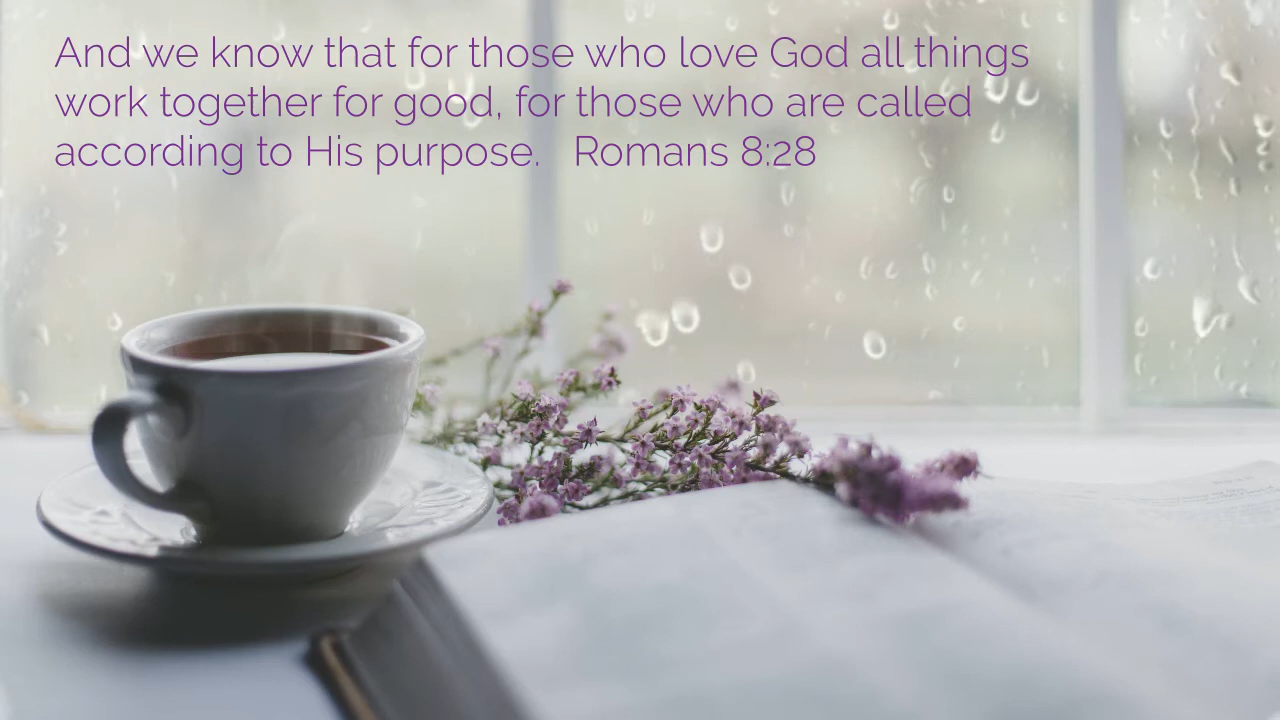 And we know that for those who love God all things
work together for good, for those who are called
according to His purpose.   Romans 8:28